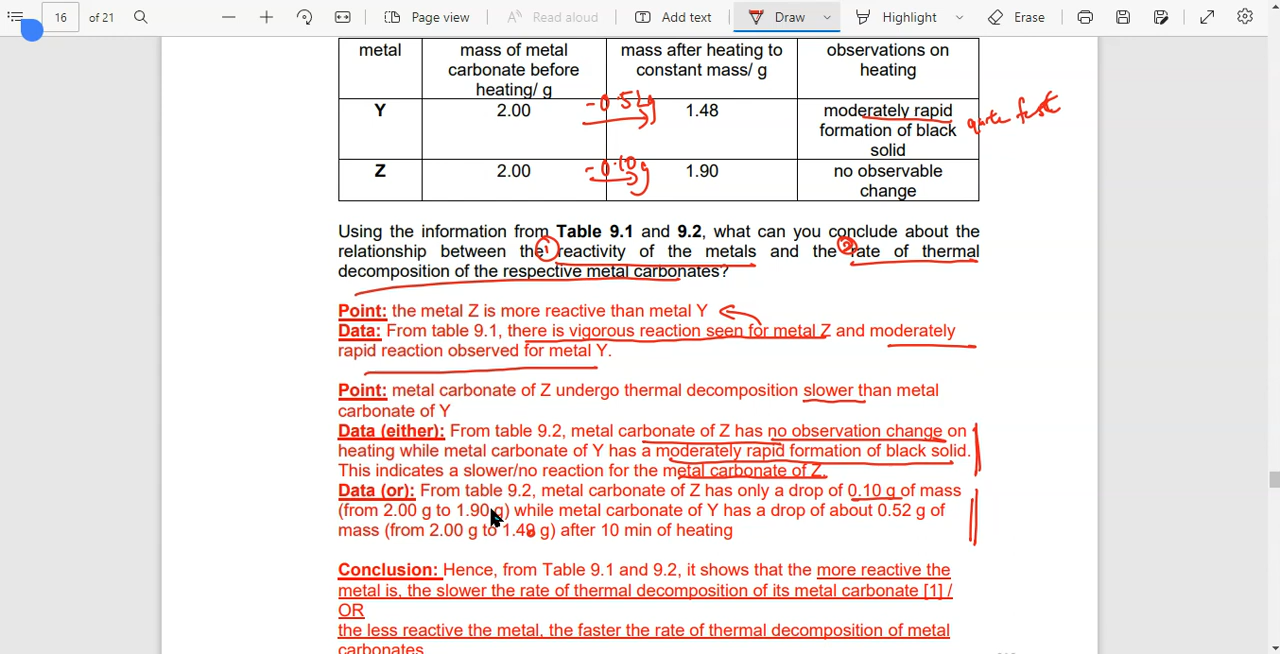 16 of 21 Page view Read aloud Add text Draw Highlight Erase
metal
mass of metal carbonate before heating/ g
mass after heating to constant mass/ g
observations on heating
Y
2.00
-0.52g
1.48
moderately rapid formation of black solid
quite fast
Z
2.00
-0.10g
1.90
no observable change
Using the information from Table 9.1 and 9.2, what can you conclude about the
relationship between the ① reactivity of the metals and the ② rate of thermal
decomposition of the respective metal carbonates?
Point: the metal Z is more reactive than metal Y
Data: From table 9.1, there is vigorous reaction seen for metal Z and moderately
rapid reaction observed for metal Y.
Point: metal carbonate of Z undergo thermal decomposition slower than metal
carbonate of Y
Data (either): From table 9.2, metal carbonate of Z has no observation change on
heating while metal carbonate of Y has a moderately rapid formation of black solid.
This indicates a slower/no reaction for the metal carbonate of Z.
Data (or): From table 9.2, metal carbonate of Z has only a drop of 0.10 g of mass
(from 2.00 g to 1.90 g) while metal carbonate of Y has a drop of about 0.52 g of
mass (from 2.00 g to 1.48 g) after 10 min of heating
Conclusion: Hence, from Table 9.1 and 9.2, it shows that the more reactive the
metal is, the slower the rate of thermal decomposition of its metal carbonate [1] /
OR
the less reactive the metal, the faster the rate of thermal decomposition of metal
carbonates